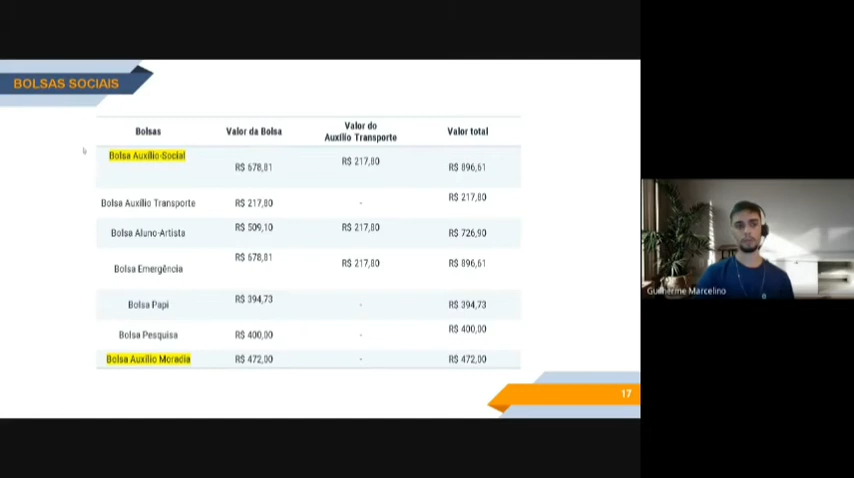 BOLSAS SOCIAIS
Bolsas Valor da Bolsa Valor do Auxílio Transporte Valor total
Bolsa Auxílio-Social R$ 678,81 R$ 217,80 R$ 896,61
Bolsa Auxílio Transporte R$ 217,80 - R$ 217,80
Bolsa Aluno-Artista R$ 509,10 R$ 217,80 R$ 726,90
Bolsa Emergência R$ 678,81 R$ 217,80 R$ 896,61
Bolsa Papi R$ 394,73 - R$ 394,73
Bolsa Pesquisa R$ 400,00 - R$ 400,00
Bolsa Auxílio Moradia R$ 472,00 - R$ 472,00
17
Guilherme Marcelino